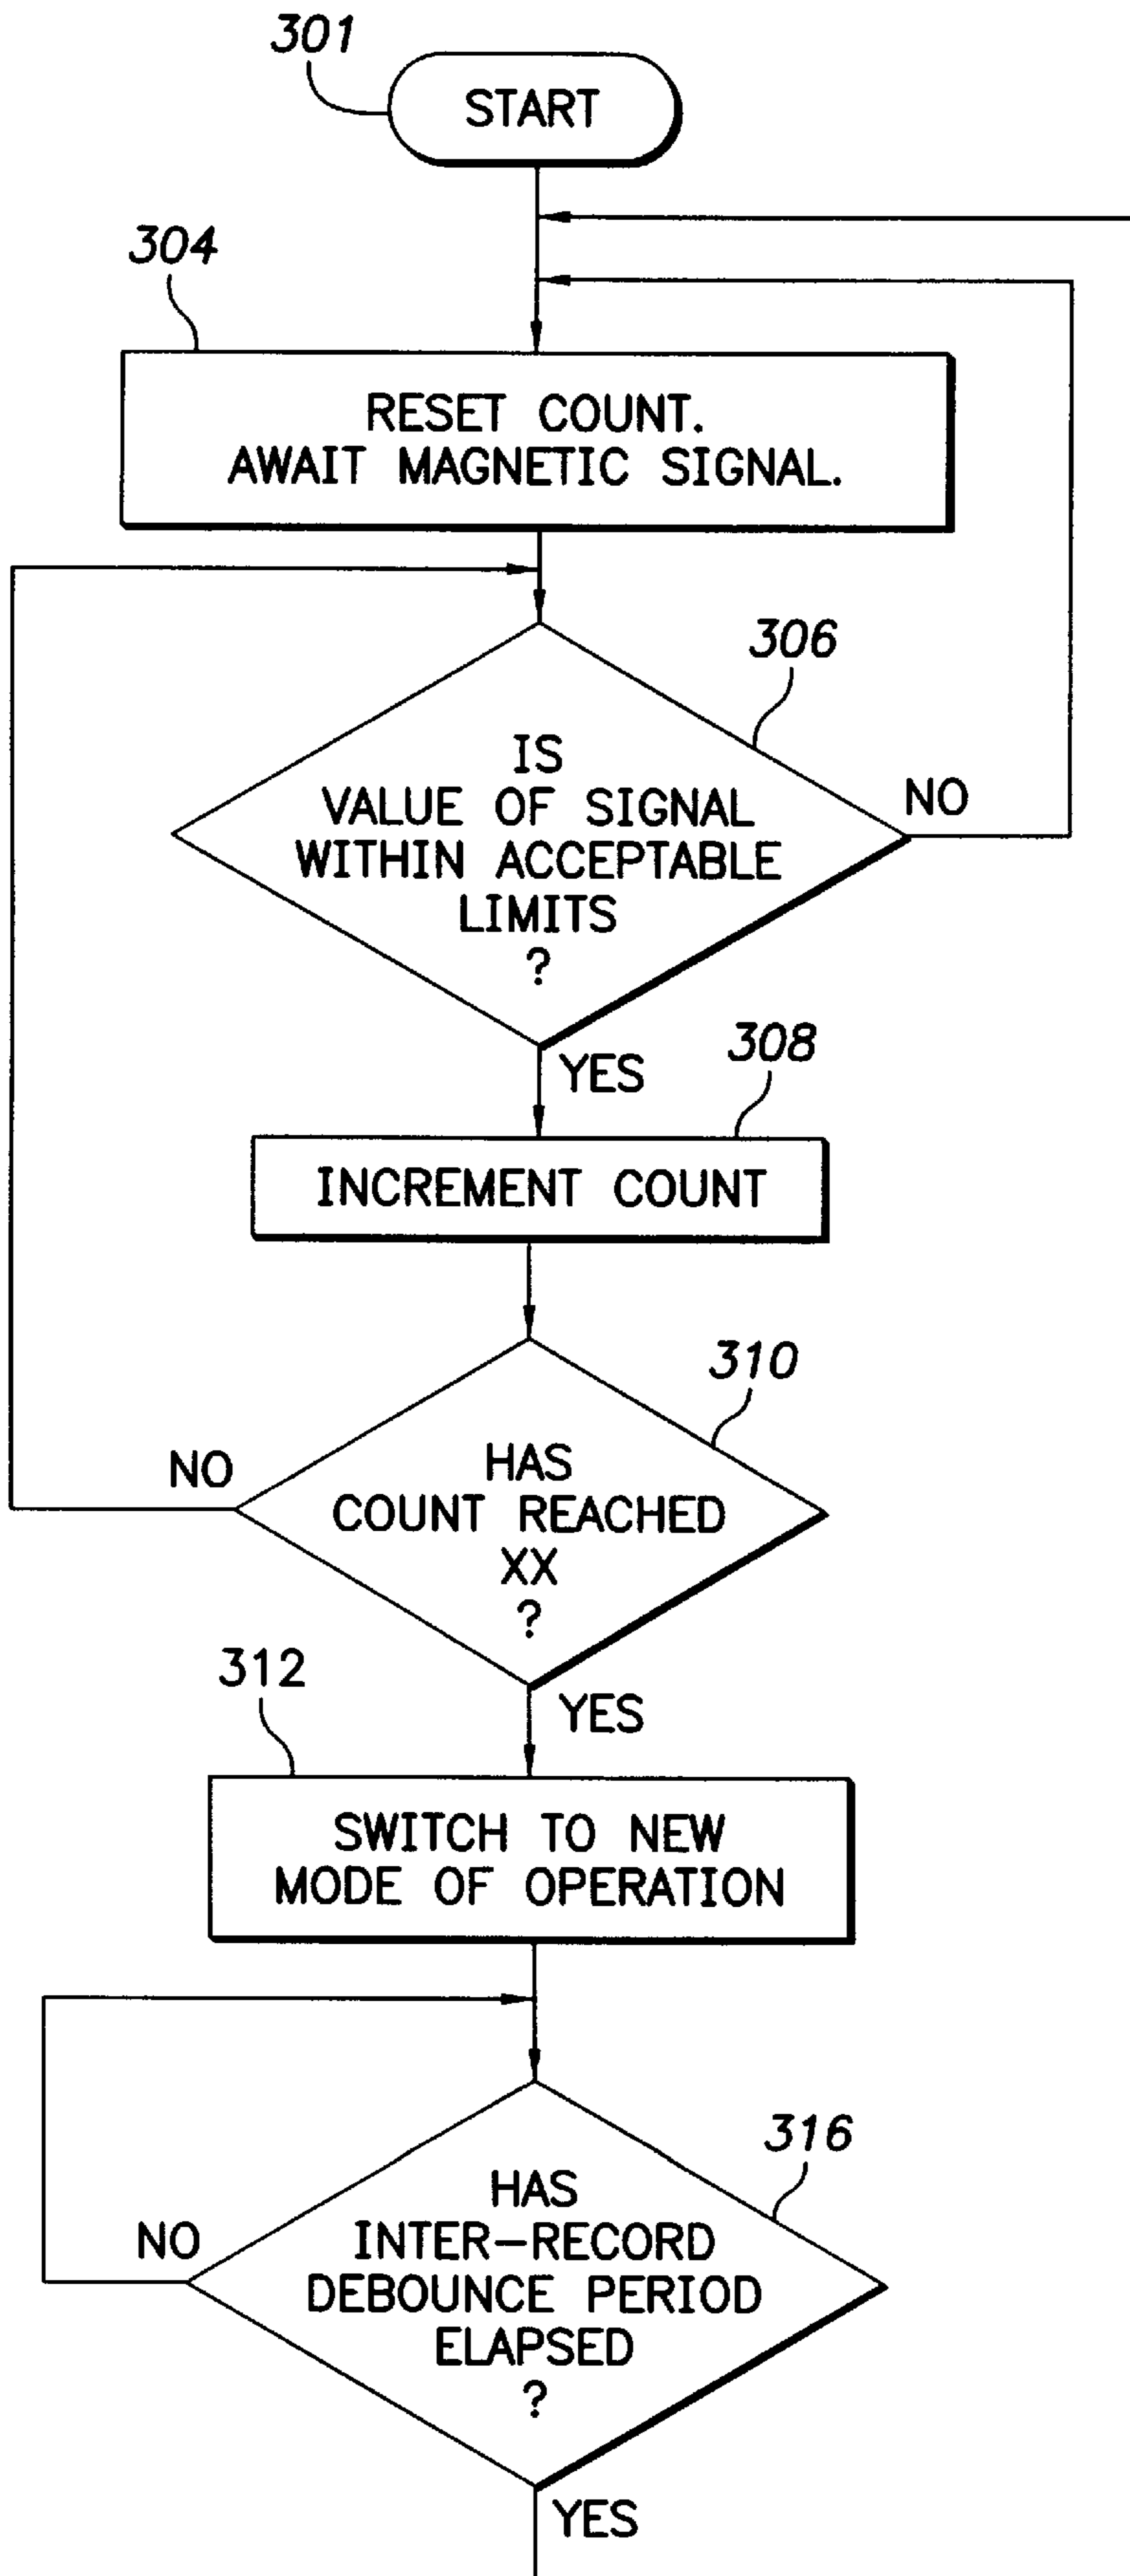 301
START
304
RESET COUNT.
AWAIT MAGNETIC SIGNAL.
306
IS
VALUE OF SIGNAL
WITHIN ACCEPTABLE
LIMITS
?
NO
YES
308
INCREMENT COUNT
310
HAS
COUNT REACHED
XX
?
NO
YES
312
SWITCH TO NEW
MODE OF OPERATION
316
HAS
INTER-RECORD
DEBOUNCE PERIOD
ELAPSED
?
NO
YES